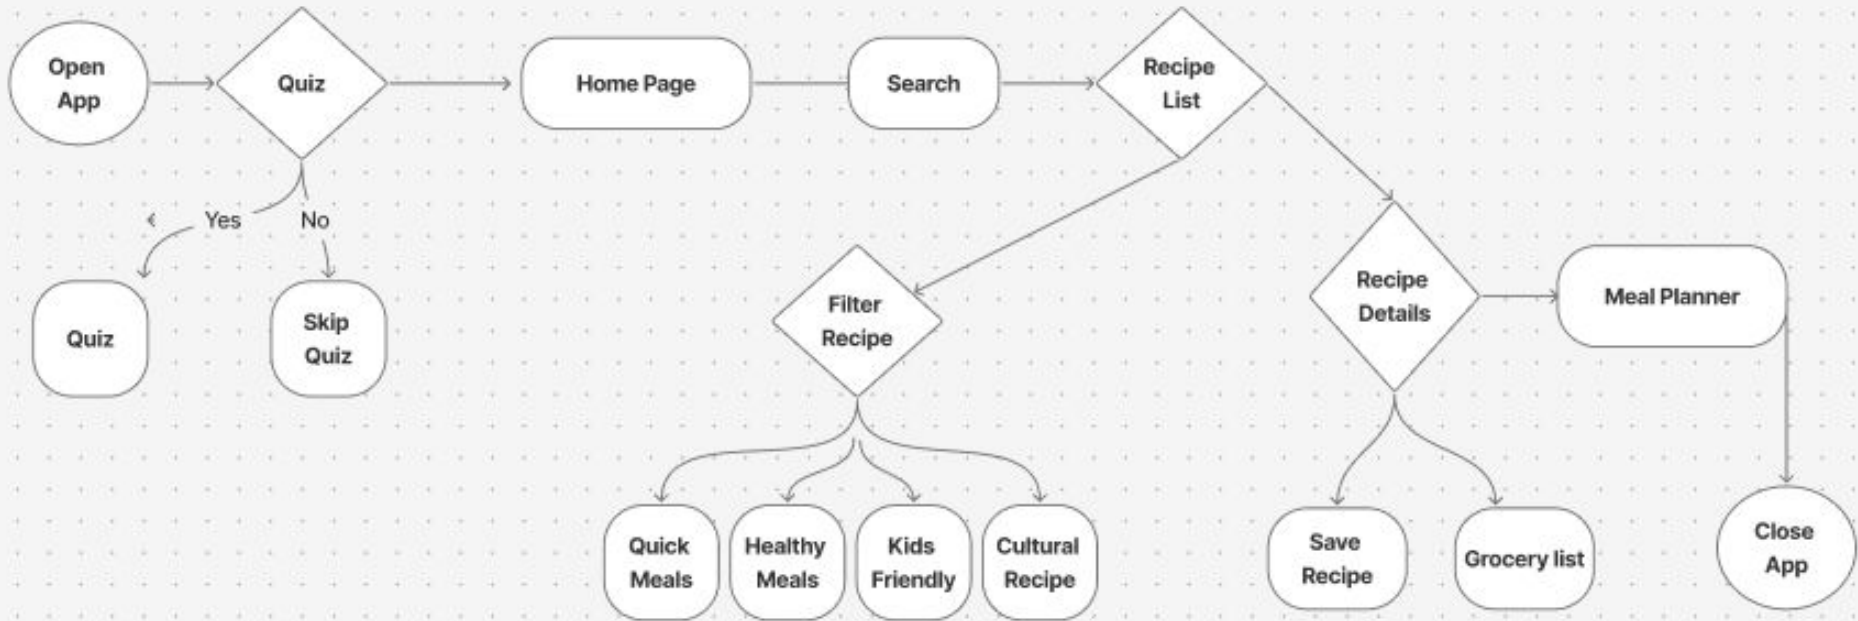 Open
App
Quiz
Home Page
Search
Recipe
List
Yes
No
Quiz
Skip
Quiz
Filter
Recipe
Recipe
Details
Meal Planner
Quick
Meals
Healthy
Meals
Kids
Friendly
Cultural
Recipe
Save
Recipe
Grocery list
Close
App